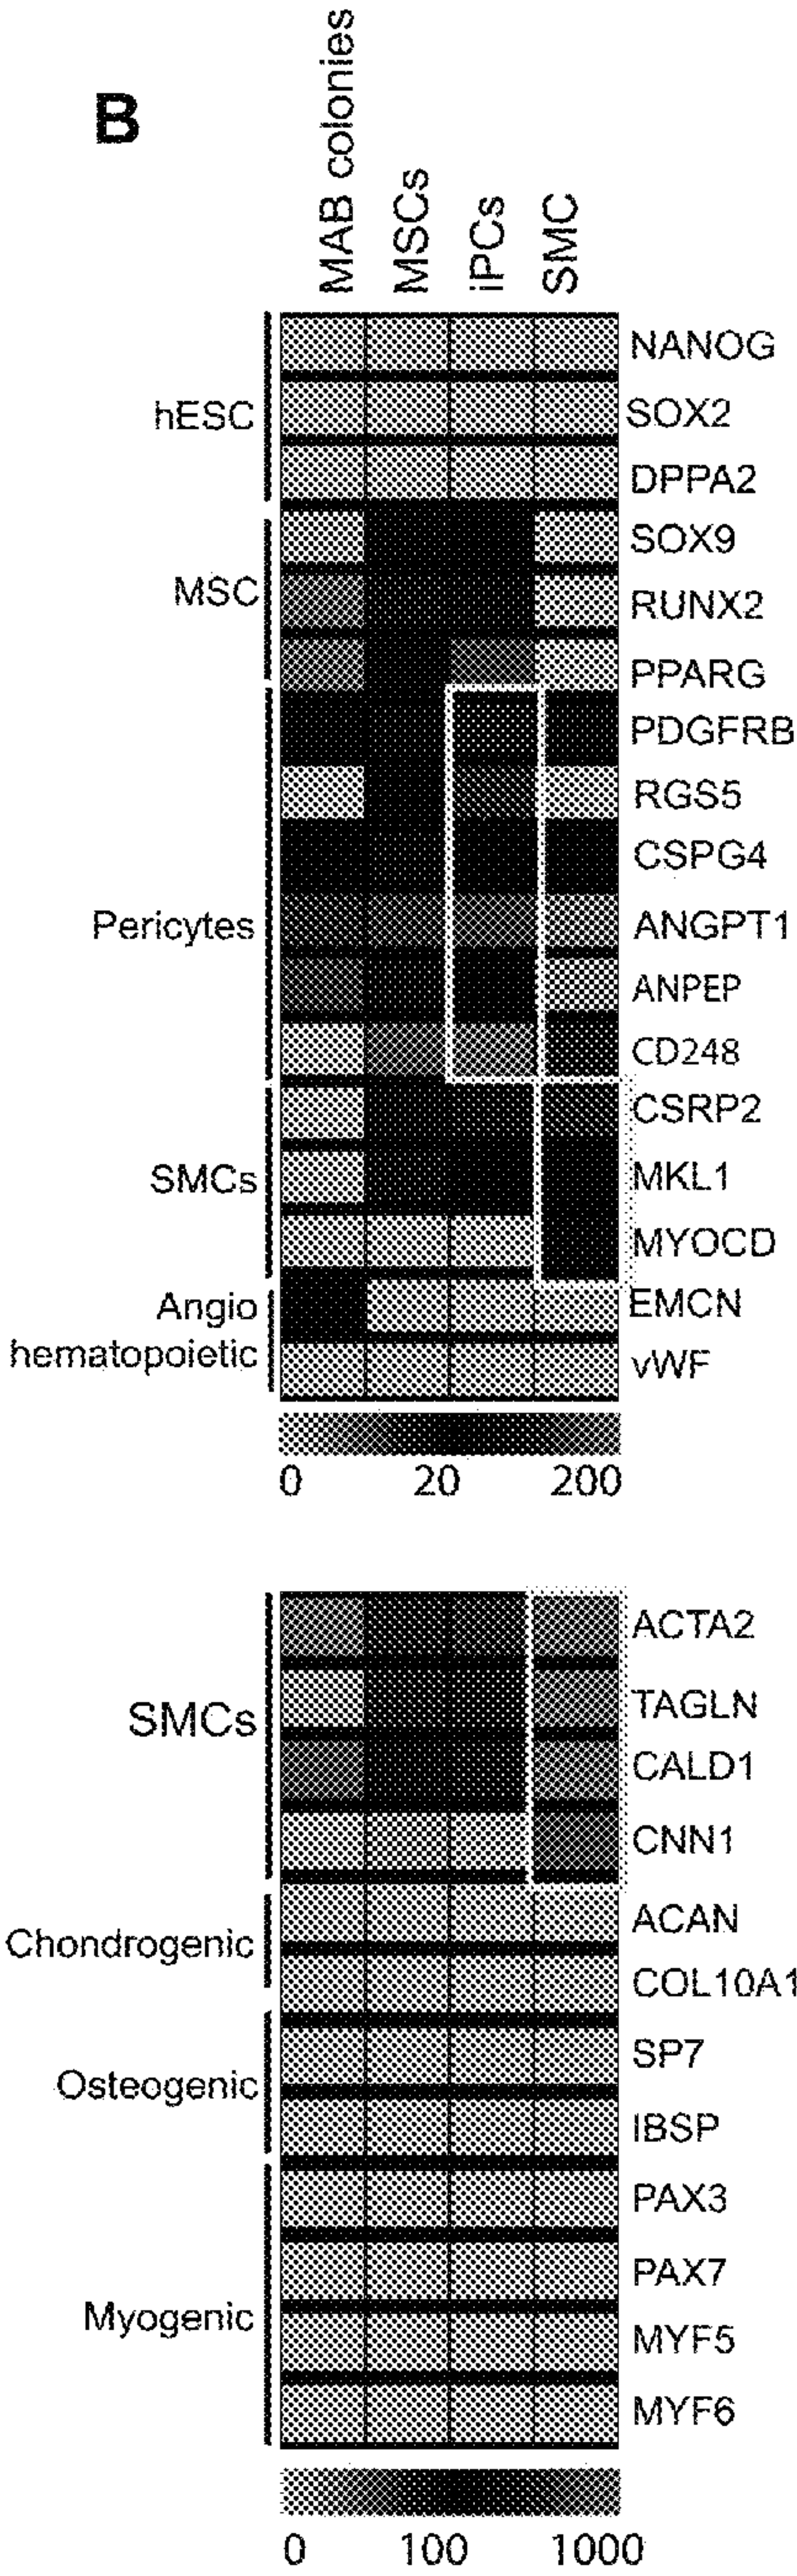 B
MAB colonies
MSCs
iPCs
SMC
NANOG
hESC
SOX2
DPPA2
SOX9
MSC
RUNX2
PPARG
PDGFRB
RGS5
CSPG4
Pericytes
ANGPT1
ANPEP
CD248
CSRP2
SMCs
MKL1
MYOCD
Angio
hematopoietic
EMCN
vWF
0 20 200
ACTA2
SMCs
TAGLN
CALD1
CNN1
ACAN
Chondrogenic
COL10A1
SP7
Osteogenic
IBSP
PAX3
PAX7
Myogenic
MYF5
MYF6
0 100 1000